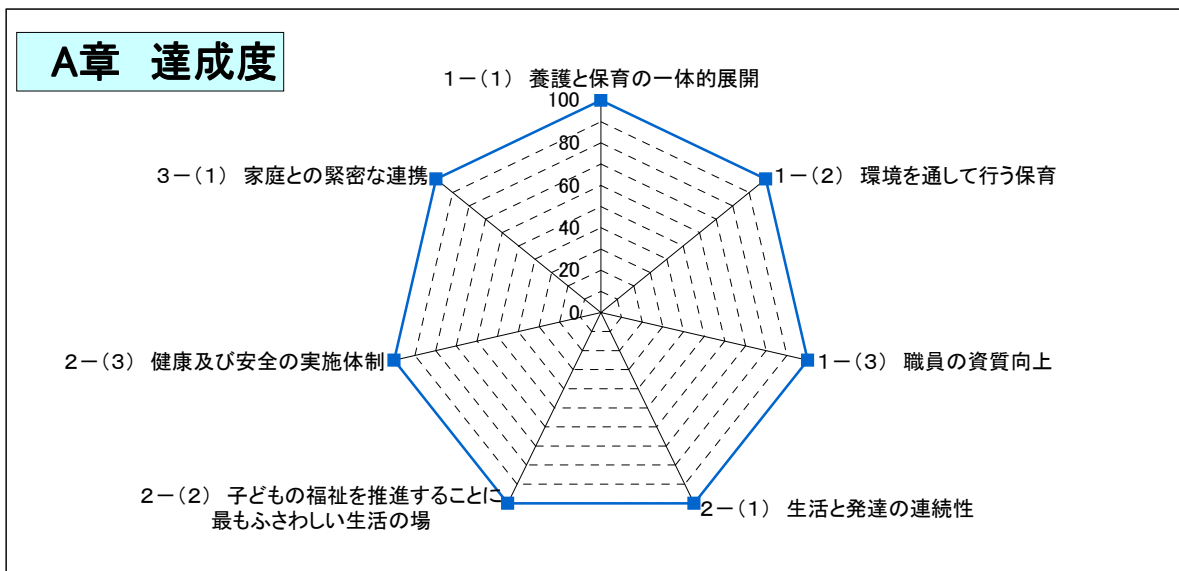 A章 達成度
1-(1) 養護と保育の一体的展開
100
80
60
40
20
0
1-(2) 環境を通して行う保育
1-(3) 職員の資質向上
2-(1) 生活と発達の連続性
2-(2) 子どもの福祉を推進することに
最もふさわしい生活の場
2-(3) 健康及び安全の実施体制
3-(1) 家庭との緊密な連携